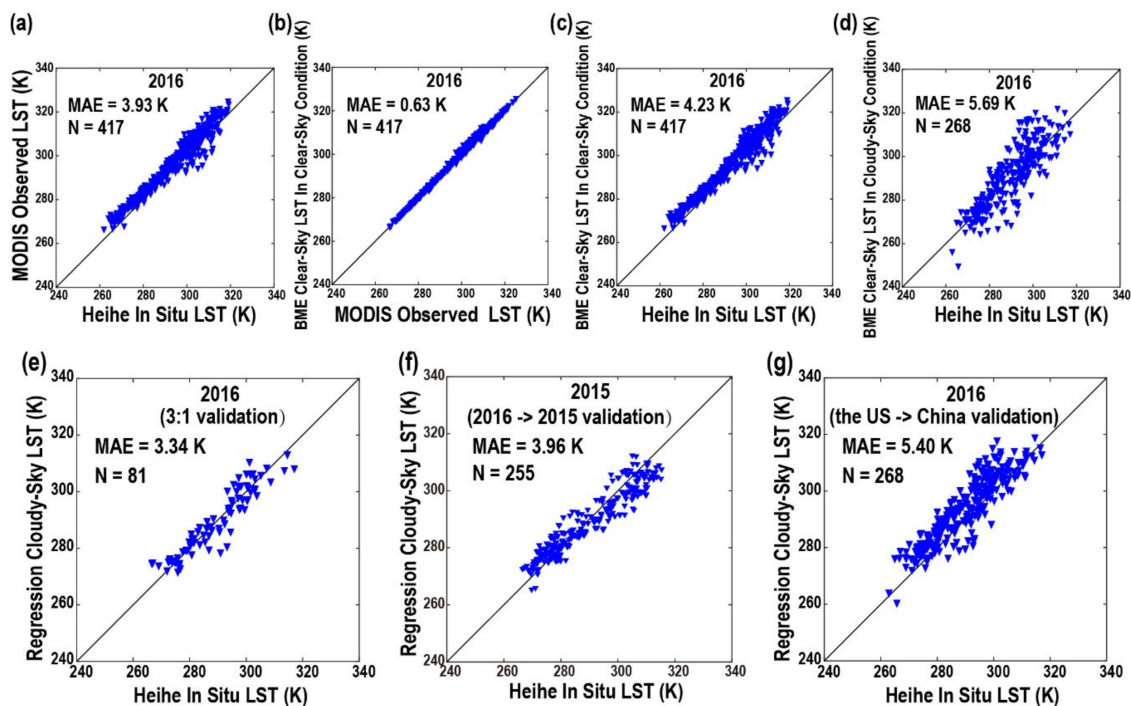 (a)
2016
MAE = 3.93 K
N = 417
MODIS Observed LST (K)
340
320
300
280
260
240
240 260 280 300 320 340
Heihe In Situ LST (K)
(b)
2016
MAE = 0.63 K
N = 417
BME Clear-Sky LST In Clear-Sky Condition (K)
340
320
300
280
260
240
240 260 280 300 320 340
MODIS Observed LST (K)
(c)
2016
MAE = 4.23 K
N = 417
BME Clear-Sky LST In Clear-Sky Condition (K)
340
320
300
280
260
240
240 260 280 300 320 340
Heihe In Situ LST (K)
(d)
2016
MAE = 5.69 K
N = 268
BME Clear-Sky LST In Cloudy-Sky Condition (K)
340
320
300
280
260
240
240 260 280 300 320 340
Heihe In Situ LST (K)
(e)
2016
(3:1 validation)
MAE = 3.34 K
N = 81
Regression Cloudy-Sky LST (K)
340
320
300
280
260
240
240 260 280 300 320 340
Heihe In Situ LST (K)
(f)
2015
(2016 -> 2015 validation)
MAE = 3.96 K
N = 255
Regression Cloudy-Sky LST (K)
340
320
300
280
260
240
240 260 280 300 320 340
Heihe In Situ LST (K)
(g)
2016
(the US -> China validation)
MAE = 5.40 K
N = 268
Regression Cloudy-Sky LST (K)
340
320
300
280
260
240
240 260 280 300 320 340
Heihe In Situ LST (K)